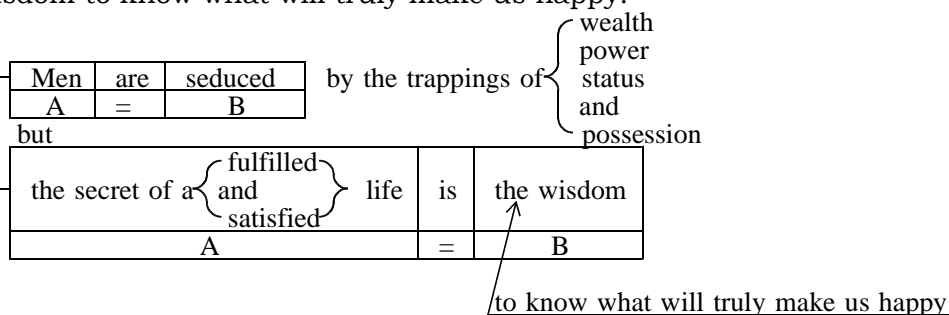 wisdom to know what will truly make us happy.
wealth
power
Men are seduced by the trappings of status
A = B and
but possession
fulfilled
the secret of a and life is the wisdom
satisfied
A = B
to know what will truly make us happy